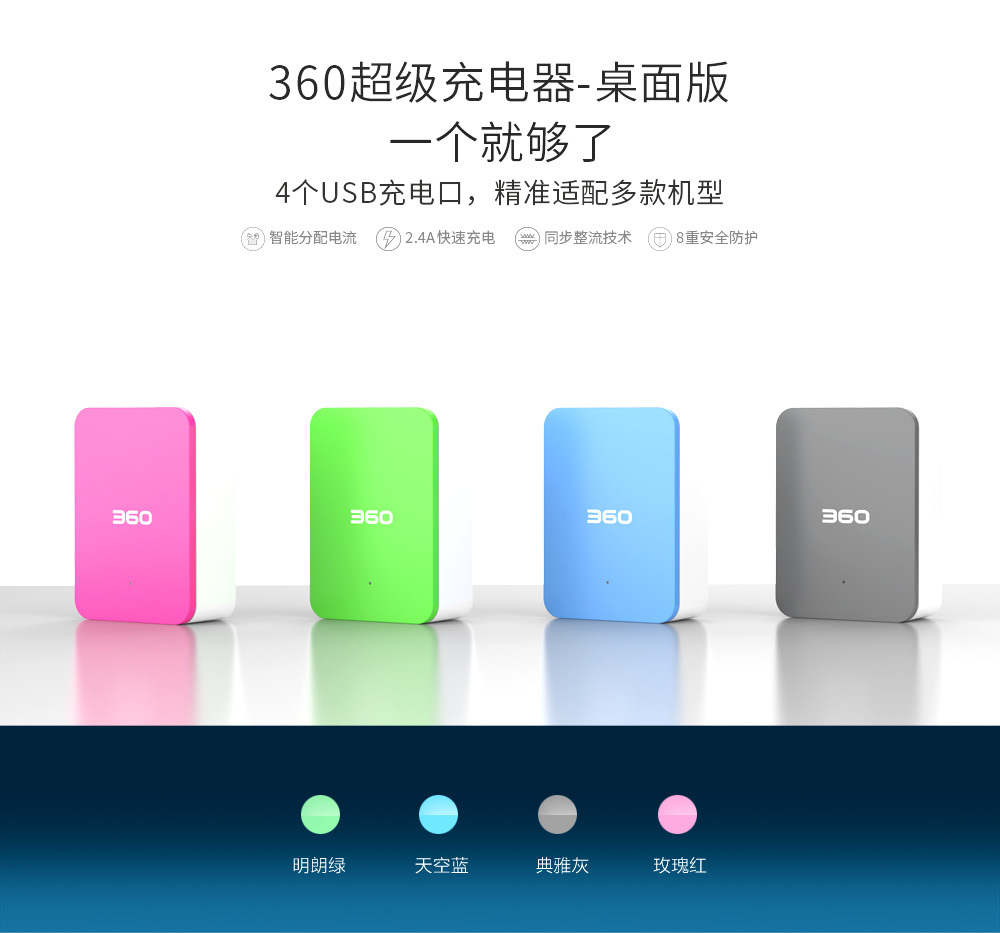 360超级充电器-桌面版
一个就够了
4个USB充电口，精准适配多款机型
智能分配电流 2.4A快速充电 同步整流技术 8重安全防护
360 360 360 360
明朗绿 天空蓝 典雅灰 玫瑰红